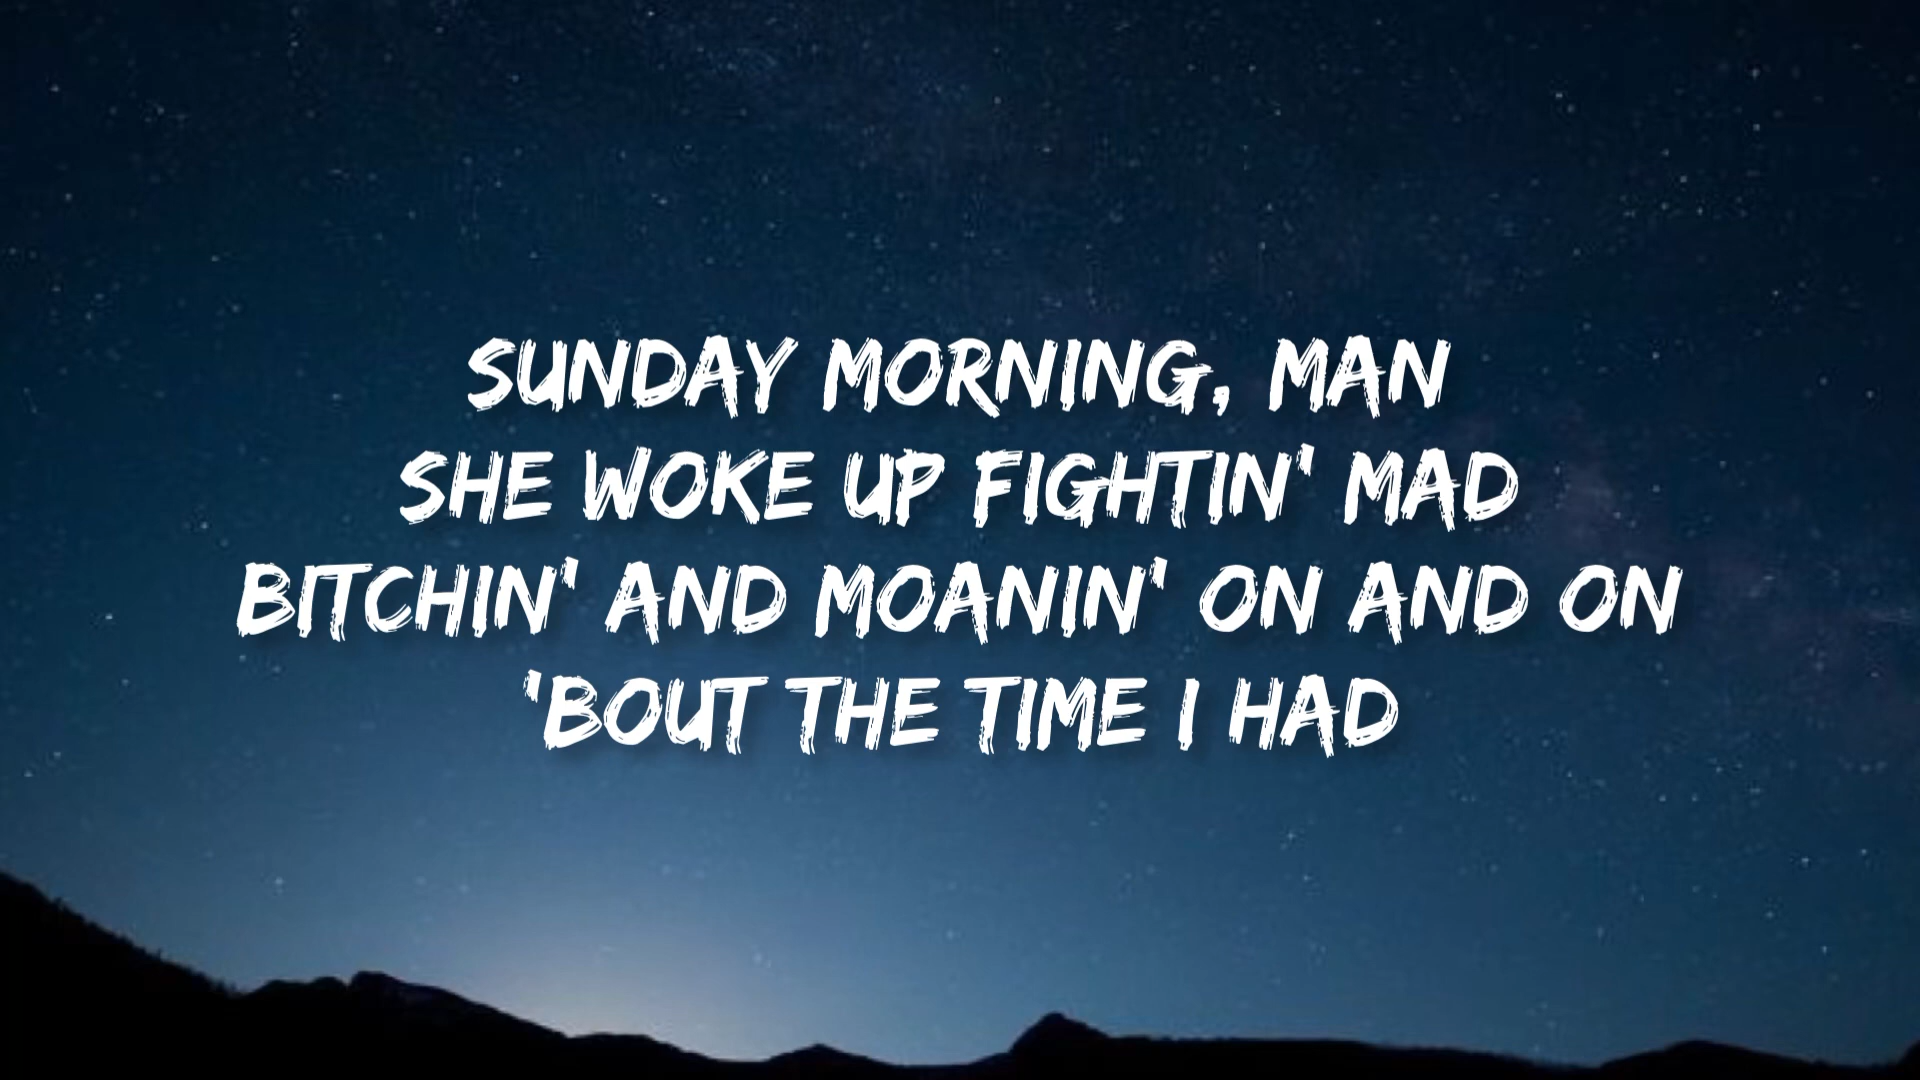 SUNDAY MORNING, MAN
SHE WOKE UP FIGHTIN' MAD
BITCHIN' AND MOANIN' ON AND ON
'BOUT THE TIME I HAD